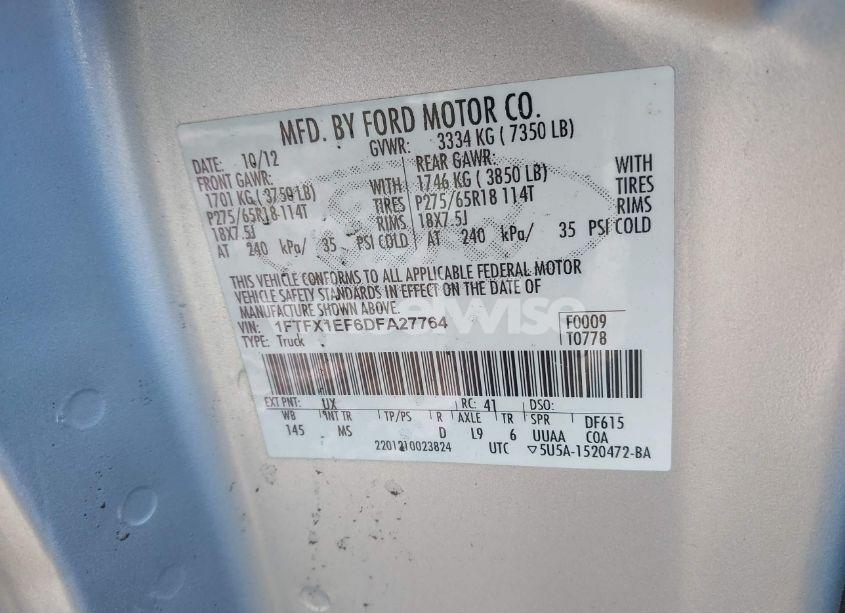 MFD. BY FORD MOTOR CO.
DATE: 10/12 GVWR: 3334 KG ( 7350 LB)
FRONT GAWR: REAR GAWR: WITH
1701 KG ( 3750 LB) WITH 1746 KG ( 3850 LB) TIRES
P275/65R18 114T TIRES P275/65R18 114T RIMS
18X7.5J RIMS 18X7.5J
AT 240 kPa/ 35 PSI COLD AT 240 kPa/ 35 PSI COLD
THIS VEHICLE CONFORMS TO ALL APPLICABLE FEDERAL MOTOR
VEHICLE SAFETY STANDARDS IN EFFECT ON THE DATE OF
MANUFACTURE SHOWN ABOVE.
VIN: 1FTFX1EF6DFA27764 F0009
TYPE: Truck T0778
EXT PNT: UX RC: 41 DSO:
WB INT TR TP/PS R AXLE TR SPR DF615
145 MS D L9 6 UUAA COA
2201210023824 UTC ▽5U5A-1520472-BA